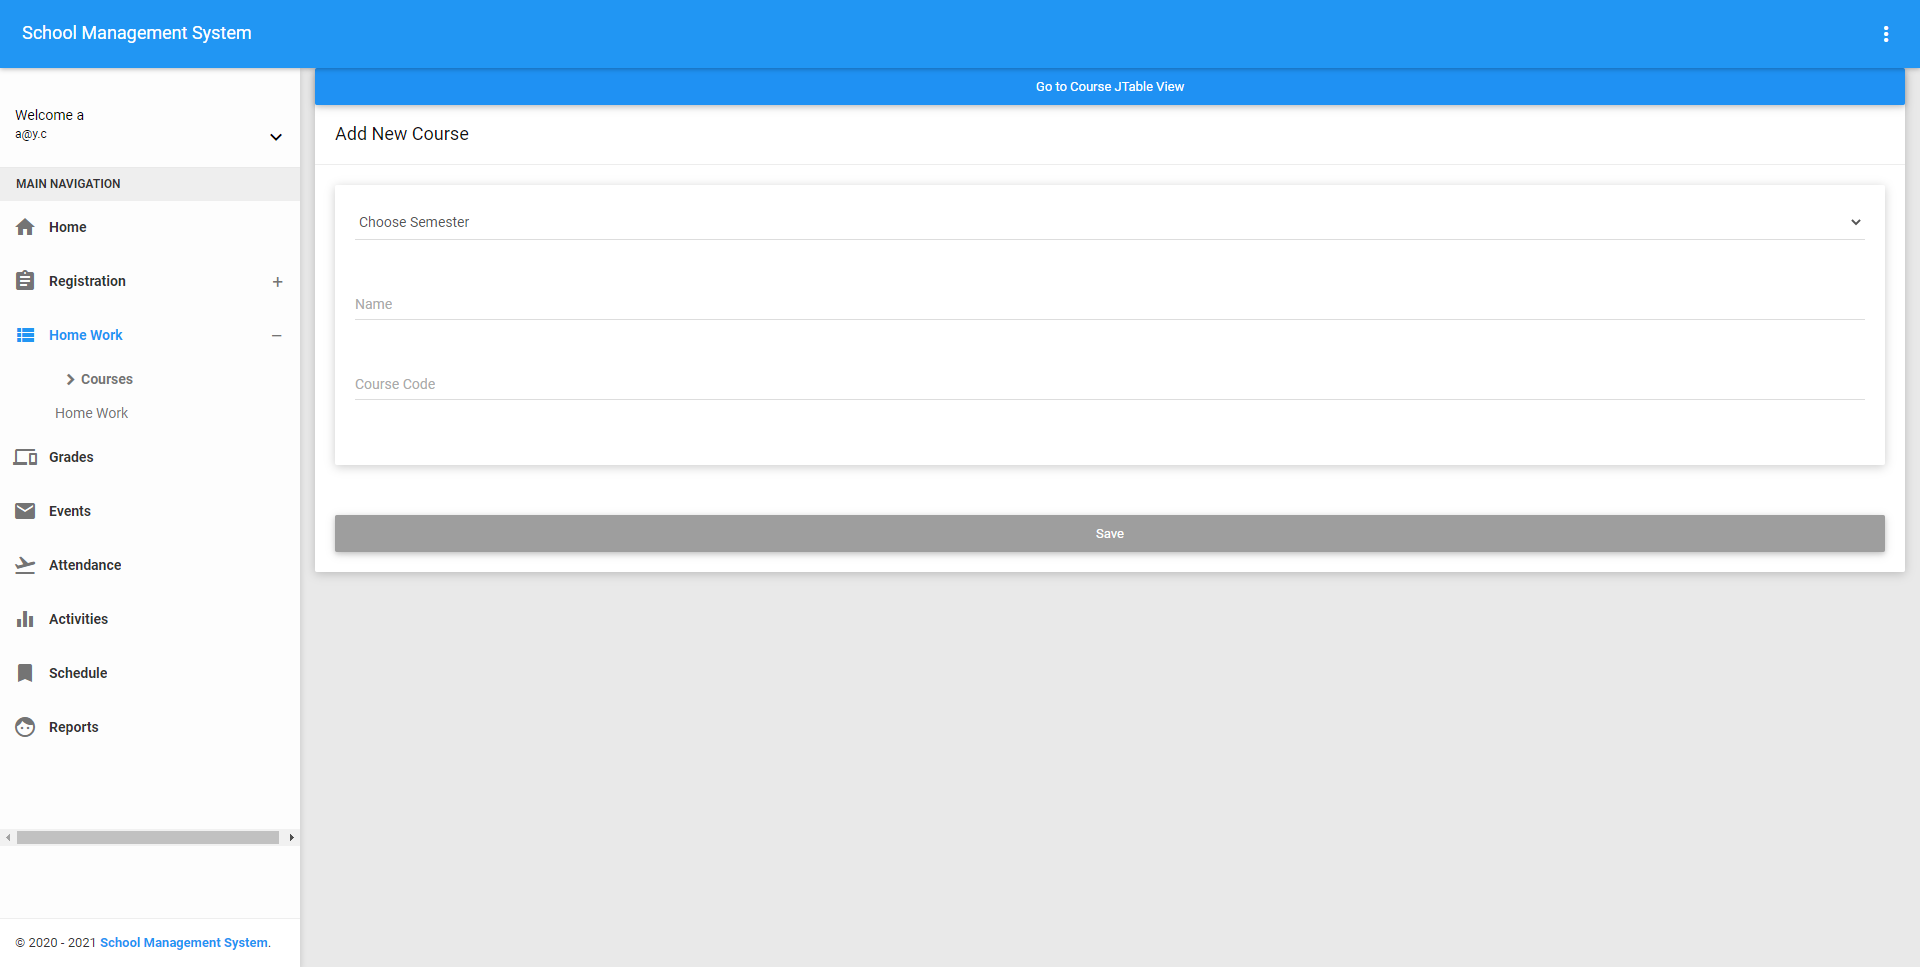 School Management System
Go to Course JTable View
Welcome a
a@y.c
Add New Course
MAIN NAVIGATION
Home
Registration
Home Work
Courses
Home Work
Grades
Events
Attendance
Activities
Schedule
Reports
Choose Semester
Name
Course Code
Save
© 2020 - 2021 School Management System.